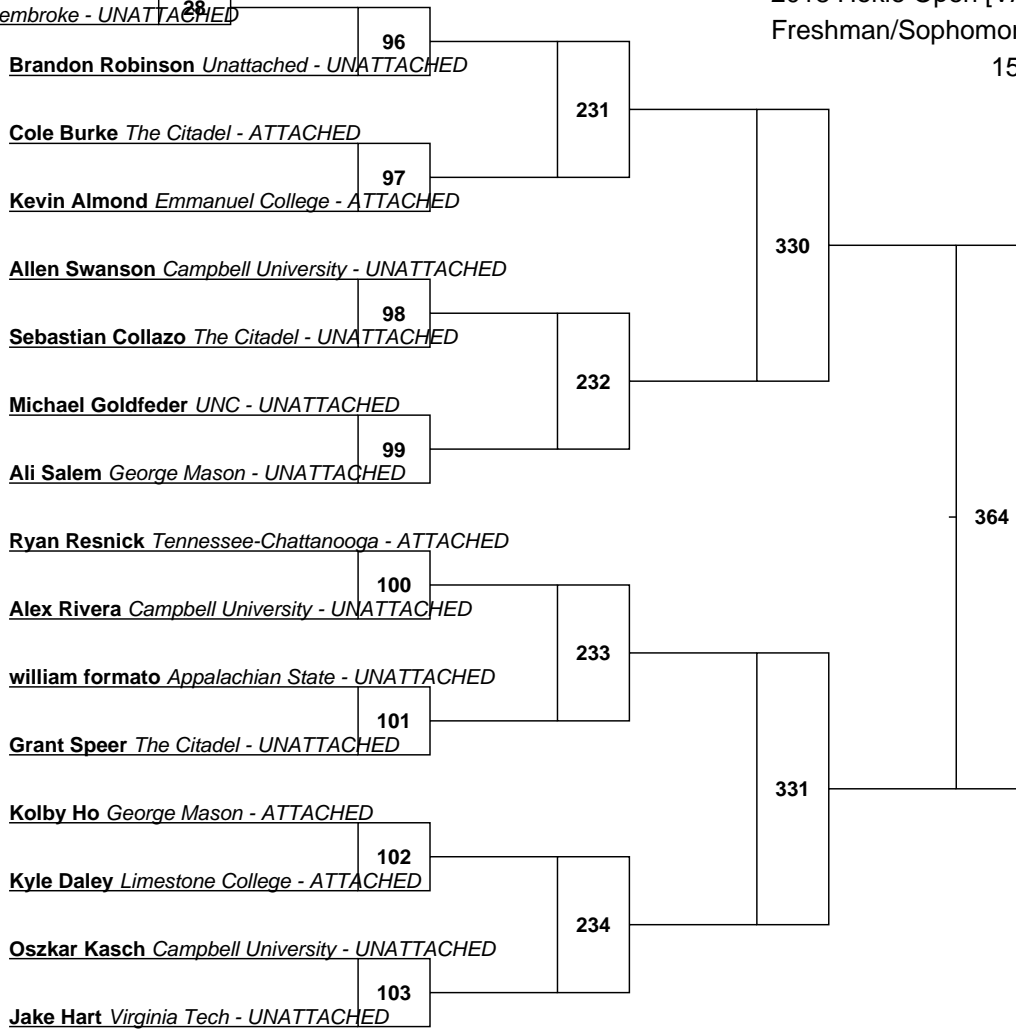 embroke - UNATTACHED
28
Freshman/Sophomor
96
Brandon Robinson Unattached - UNATTACHED
15
231
Cole Burke The Citadel - ATTACHED
97
Kevin Almond Emmanuel College - ATTACHED
330
Allen Swanson Campbell University - UNATTACHED
98
Sebastian Collazo The Citadel - UNATTACHED
232
Michael Goldfeder UNC - UNATTACHED
99
Ali Salem George Mason - UNATTACHED
364
Ryan Resnick Tennessee-Chattanooga - ATTACHED
100
Alex Rivera Campbell University - UNATTACHED
233
william formato Appalachian State - UNATTACHED
101
Grant Speer The Citadel - UNATTACHED
331
Kolby Ho George Mason - ATTACHED
102
Kyle Daley Limestone College - ATTACHED
234
Oszkar Kasch Campbell University - UNATTACHED
103
Jake Hart Virginia Tech - UNATTACHED